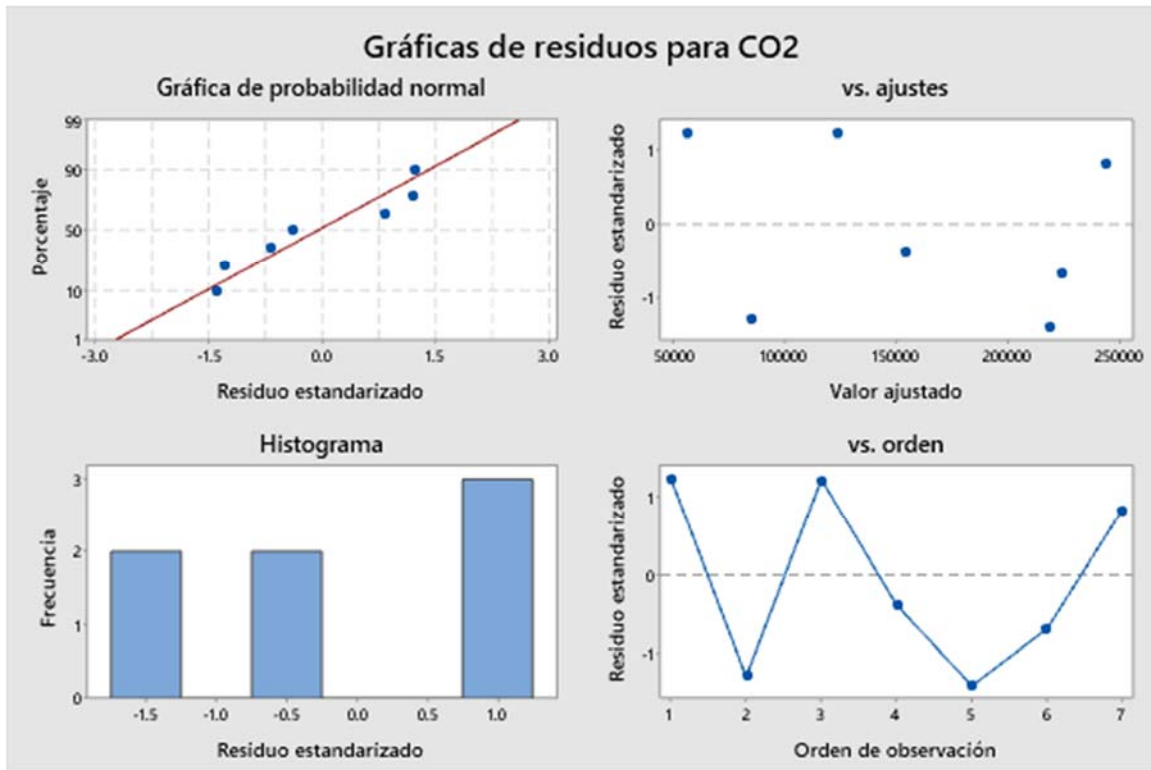 Gráficas de residuos para CO2
Gráfica de probabilidad normal
99
90
50
10
1
Porcentaje
-3.0 -1.5 0.0 1.5 3.0
Residuo estandarizado
vs. ajustes
1
0
-1
Residuo estandarizado
50000 100000 150000 200000 250000
Valor ajustado
Histograma
3
2
1
0
Frecuencia
-1.5 -1.0 -0.5 0.0 0.5 1.0
Residuo estandarizado
vs. orden
1
0
-1
Residuo estandarizado
1 2 3 4 5 6 7
Orden de observación